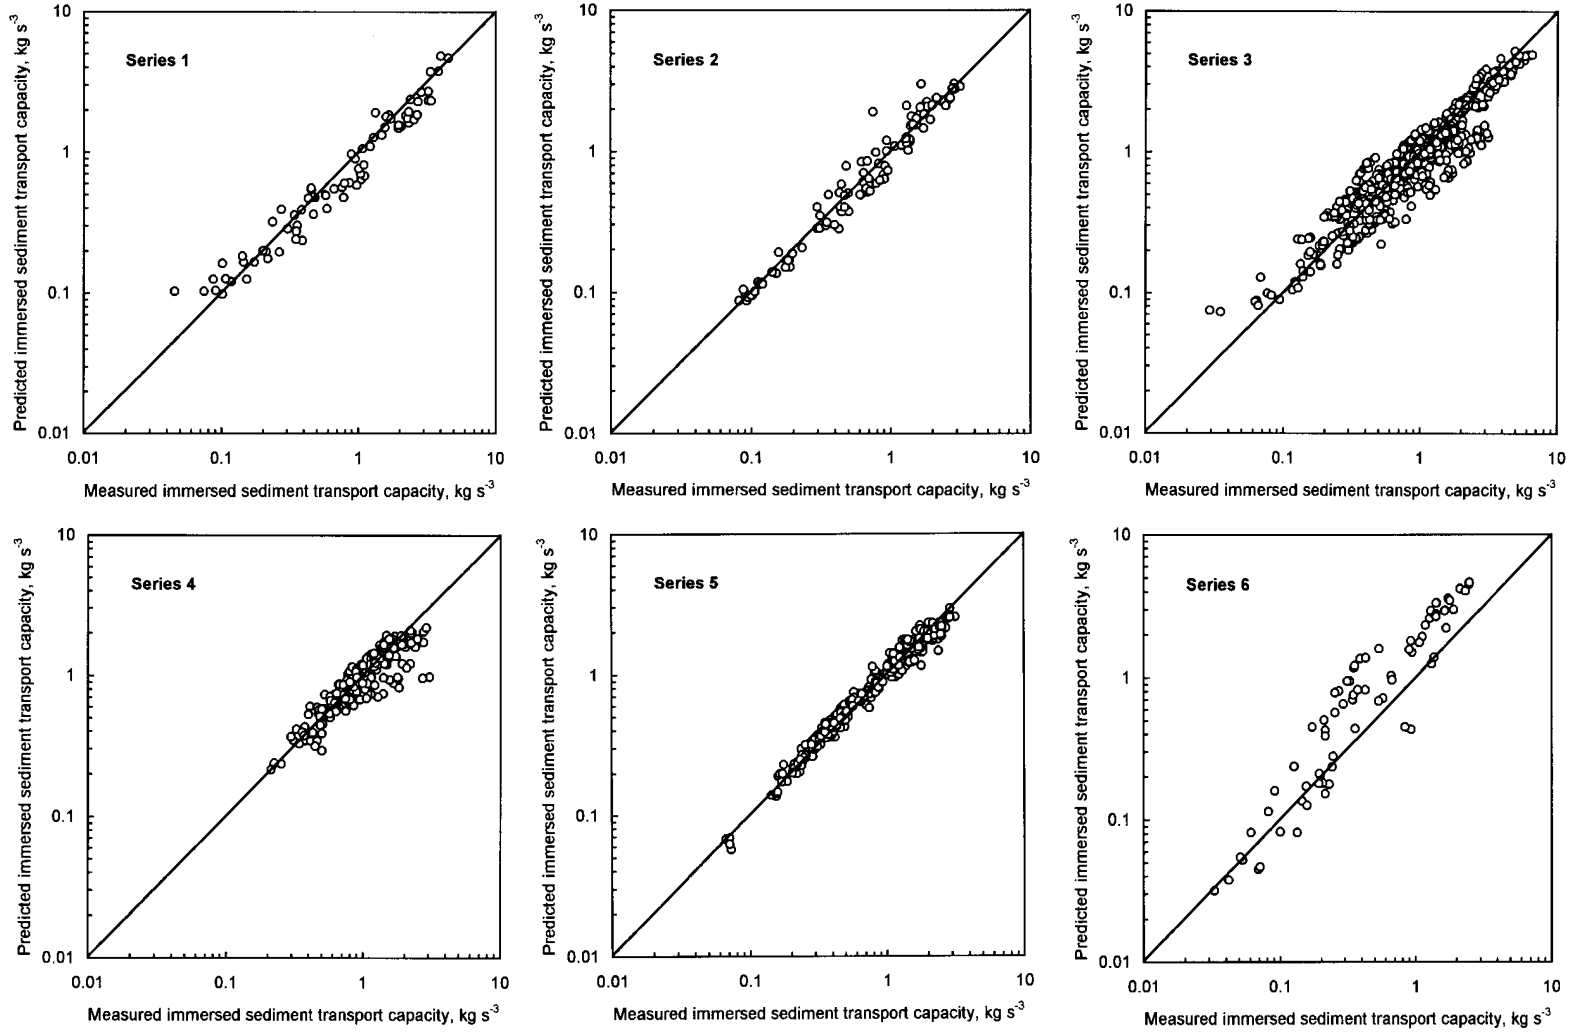 Predicted immersed sediment transport capacity, kg s⁻³
10
1
0.1
0.01
Series 1
0.01 0.1 1 10
Measured immersed sediment transport capacity, kg s⁻³
Predicted immersed sediment transport capacity, kg s⁻³
10
1
0.1
0.01
Series 2
0.01 0.1 1 10
Measured immersed sediment transport capacity, kg s⁻³
Predicted immersed sediment transport capacity, kg s⁻³
10
1
0.1
0.01
Series 3
0.01 0.1 1 10
Measured immersed sediment transport capacity, kg s⁻³
Predicted immersed sediment transport capacity, kg s⁻³
10
1
0.1
0.01
Series 4
0.01 0.1 1 10
Measured immersed sediment transport capacity, kg s⁻³
Predicted immersed sediment transport capacity, kg s⁻³
10
1
0.1
0.01
Series 5
0.01 0.1 1 10
Measured immersed sediment transport capacity, kg s⁻³
Predicted immersed sediment transport capacity, kg s⁻³
10
1
0.1
0.01
Series 6
0.01 0.1 1 10
Measured immersed sediment transport capacity, kg s⁻³